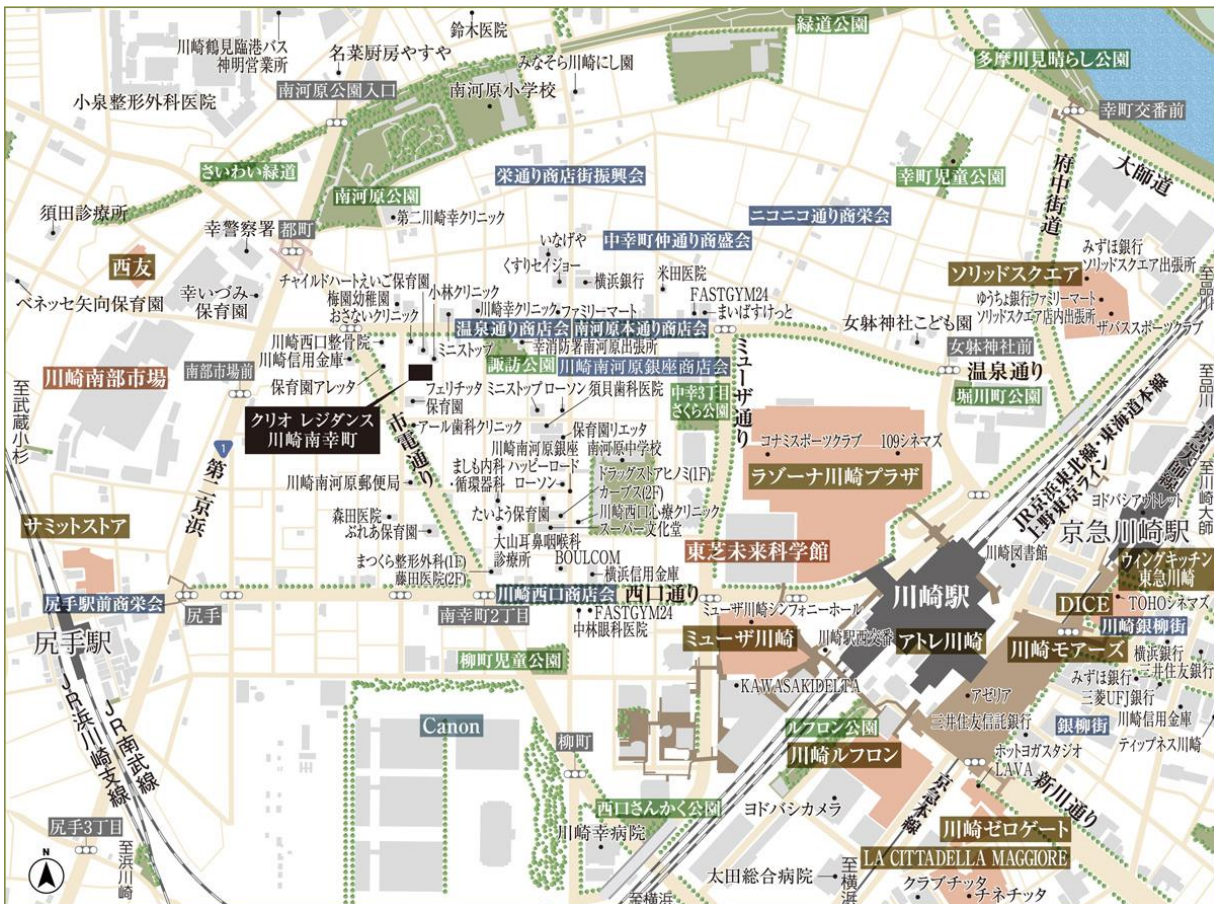 鈴木医院
緑道公園
川崎鶴見臨港バス
神明営業所
名菜厨房やすや
みなそら川崎にし園
多摩川見晴らし公園
小泉整形外科医院
南河原公園入口
南河原小学校
幸町交番前
さいわい緑道
南河原公園
栄通り商店街振興会
幸町児童公園
府中街道
大師道
須田診療所
幸警察署
都町
第二川崎幸クリニック
ニコニコ通り商栄会
いなげや
中幸町仲通り商盛会
みずほ銀行
ソリッドスクエア出張所
西友
くすりセイジョー
横浜銀行
米田医院
ソリッドスクエア
ベネッセ矢向保育園
幸いづみ
保育園
チャイルドハートえいご保育園
梅園幼稚園
おさないクリニック
小林クリニック
川崎幸クリニック
ファミリーマート
FASTGYM24
まいばすけっと
ゆうちょ銀行
ファミリーマート
ソリッドスクエア店内出張所
ザバススポーツクラブ
至品川
温泉通り商店会
南河原本通り商店会
女躰神社こども園
女躰神社前
川崎西口整骨院
川崎信用金庫
ミニストップ
幸消防署南河原出張所
諏訪公園
川崎南河原銀座商店会
温泉通り
至武蔵小杉
川崎南部市場
南部市場前
保育園アレッタ
フェリチッタ
保育園
ミニストップ
ローソン
須貝歯科医院
中幸3丁目
さくら公園
ミューザ通り
堀川町公園
至品川
クリオ レジダンス
川崎南幸町
市電通り
アール歯科クリニック
保育園リエッタ
コナミスポーツクラブ
109シネマズ
JR京浜東北線・東海道本線
上野東京ライン
京急大師線
至川崎大師
1
第二京浜
川崎南河原銀座
ハッピーロード
南河原中学校
ラゾーナ川崎プラザ
川崎南河原郵便局
ましも内科
循環器科
ローソン
ドラッグストアヒノミ(1F)
カーブス(2F)
川崎西口心療クリニック
スーパー文化堂
ヨドバシアウトレット
サミットストア
森田医院
ぷれあ保育園
たいよう保育園
大山耳鼻咽喉科
診療所
京急川崎駅
まつくら整形外科(1F)
藤田医院(2F)
BOULCOM
東芝未来科学館
川崎図書館
ウィングキッチン
東急川崎
尻手駅前商栄会
尻手
南幸町2丁目
川崎西口商店会
西口通り
横浜信用金庫
川崎駅
DICE
TOHOシネマズ
尻手駅
FASTGYM24
中林眼科医院
ミューザ川崎シンフォニーホール
ミューザ川崎
川崎駅西交番
アトレ川崎
川崎モアーズ
川崎銀柳街
横浜銀行
三井住友銀行
柳町児童公園
KAWASAKIDELTA
アゼリア
三井住友信託銀行
みずほ銀行
三菱UFJ銀行
川崎信用金庫
銀柳街
ティップネス川崎
JR浜川崎支線
JR南武線
Canon
柳町
ルフロン公園
川崎ルフロン
ホットヨガスタジオ
LAVA
新川通り
京急本線
西口さんかく公園
ヨドバシカメラ
川崎ゼロゲート
尻手3丁目
川崎幸病院
LA CITTADELLA MAGGIORE
N
至浜川崎
太田総合病院
至横浜
クラブチッタ
チネチッタ
至横浜